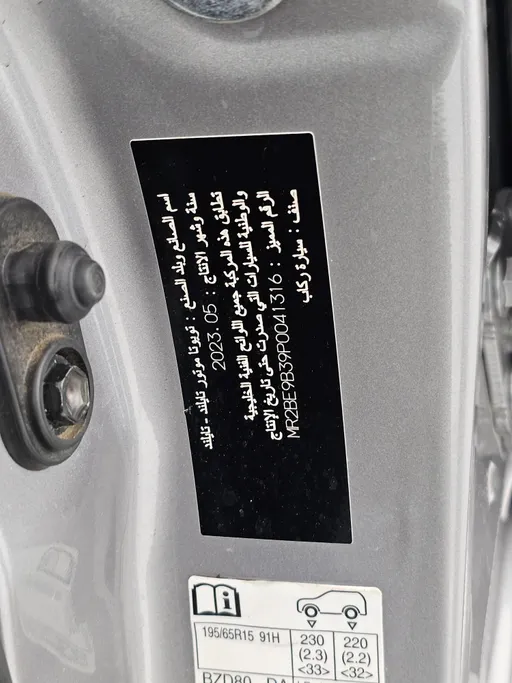 اسم الصانع وبلد الصنع : تويوتا موتور تايلند - تايلند
سنة وشهر الإنتاج : 2023.05
تطابق هذه المركبة جميع اللوائح الفنية الخليجية
والوطنية للسيارات التي صدرت حتى تاريخ الإنتاج
الرقم المميز : MR2BE9B39P0041316
صنف : سيارة ركاب
195/65R15 91H
230
(2.3)
<33>
220
(2.2)
<32>
BZD80